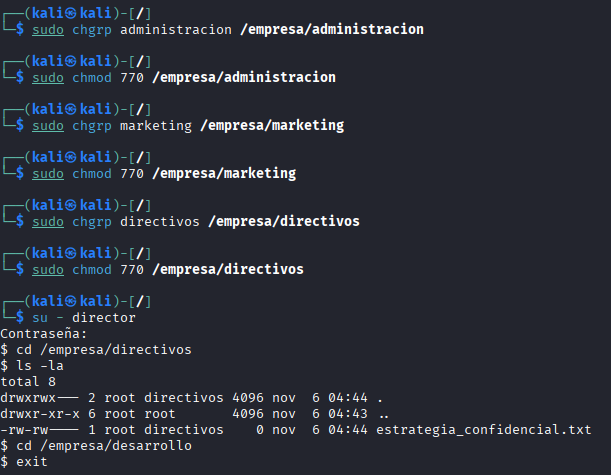 ┌──(kali㉿kali)-[/]
└─$ sudo chgrp administracion /empresa/administracion
┌──(kali㉿kali)-[/]
└─$ sudo chmod 770 /empresa/administracion
┌──(kali㉿kali)-[/]
└─$ sudo chgrp marketing /empresa/marketing
┌──(kali㉿kali)-[/]
└─$ sudo chmod 770 /empresa/marketing
┌──(kali㉿kali)-[/]
└─$ sudo chgrp directivos /empresa/directivos
┌──(kali㉿kali)-[/]
└─$ sudo chmod 770 /empresa/directivos
┌──(kali㉿kali)-[/]
└─$ su - director
Contraseña:
$ cd /empresa/directivos
$ ls -la
total 8
drwxrwx--- 2 root directivos 4096 nov  6 04:44 .
drwxr-xr-x 6 root root       4096 nov  6 04:43 ..
-rw-rw---- 1 root directivos    0 nov  6 04:44 estrategia_confidencial.txt
$ cd /empresa/desarrollo
$ exit